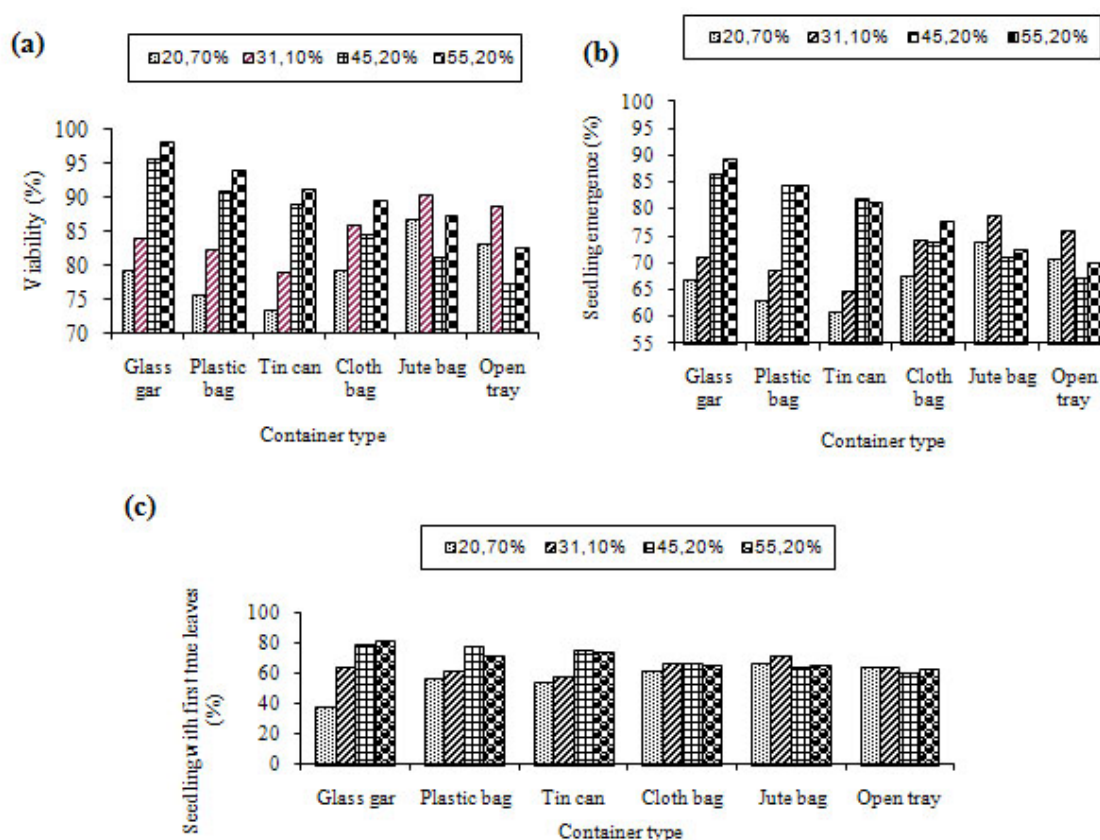 (a)
20,70% 31,10% 45,20% 55,20%
Viability (%)
100
95
90
85
80
75
70
Glass gar Plastic bag Tin can Cloth bag Jute bag Open tray
Container type
(b)
20,70% 31,10% 45,20% 55,20%
Seedling emergence (%)
100
95
90
85
80
75
70
65
60
55
Glass gar Plastic bag Tin can Cloth bag Jute bag Open tray
Container type
(c)
20,70% 31,10% 45,20% 55,20%
Seedling with first true leaves
(%)
100
80
60
40
20
0
Glass gar Plastic bag Tin can Cloth bag Jute bag Open tray
Container type